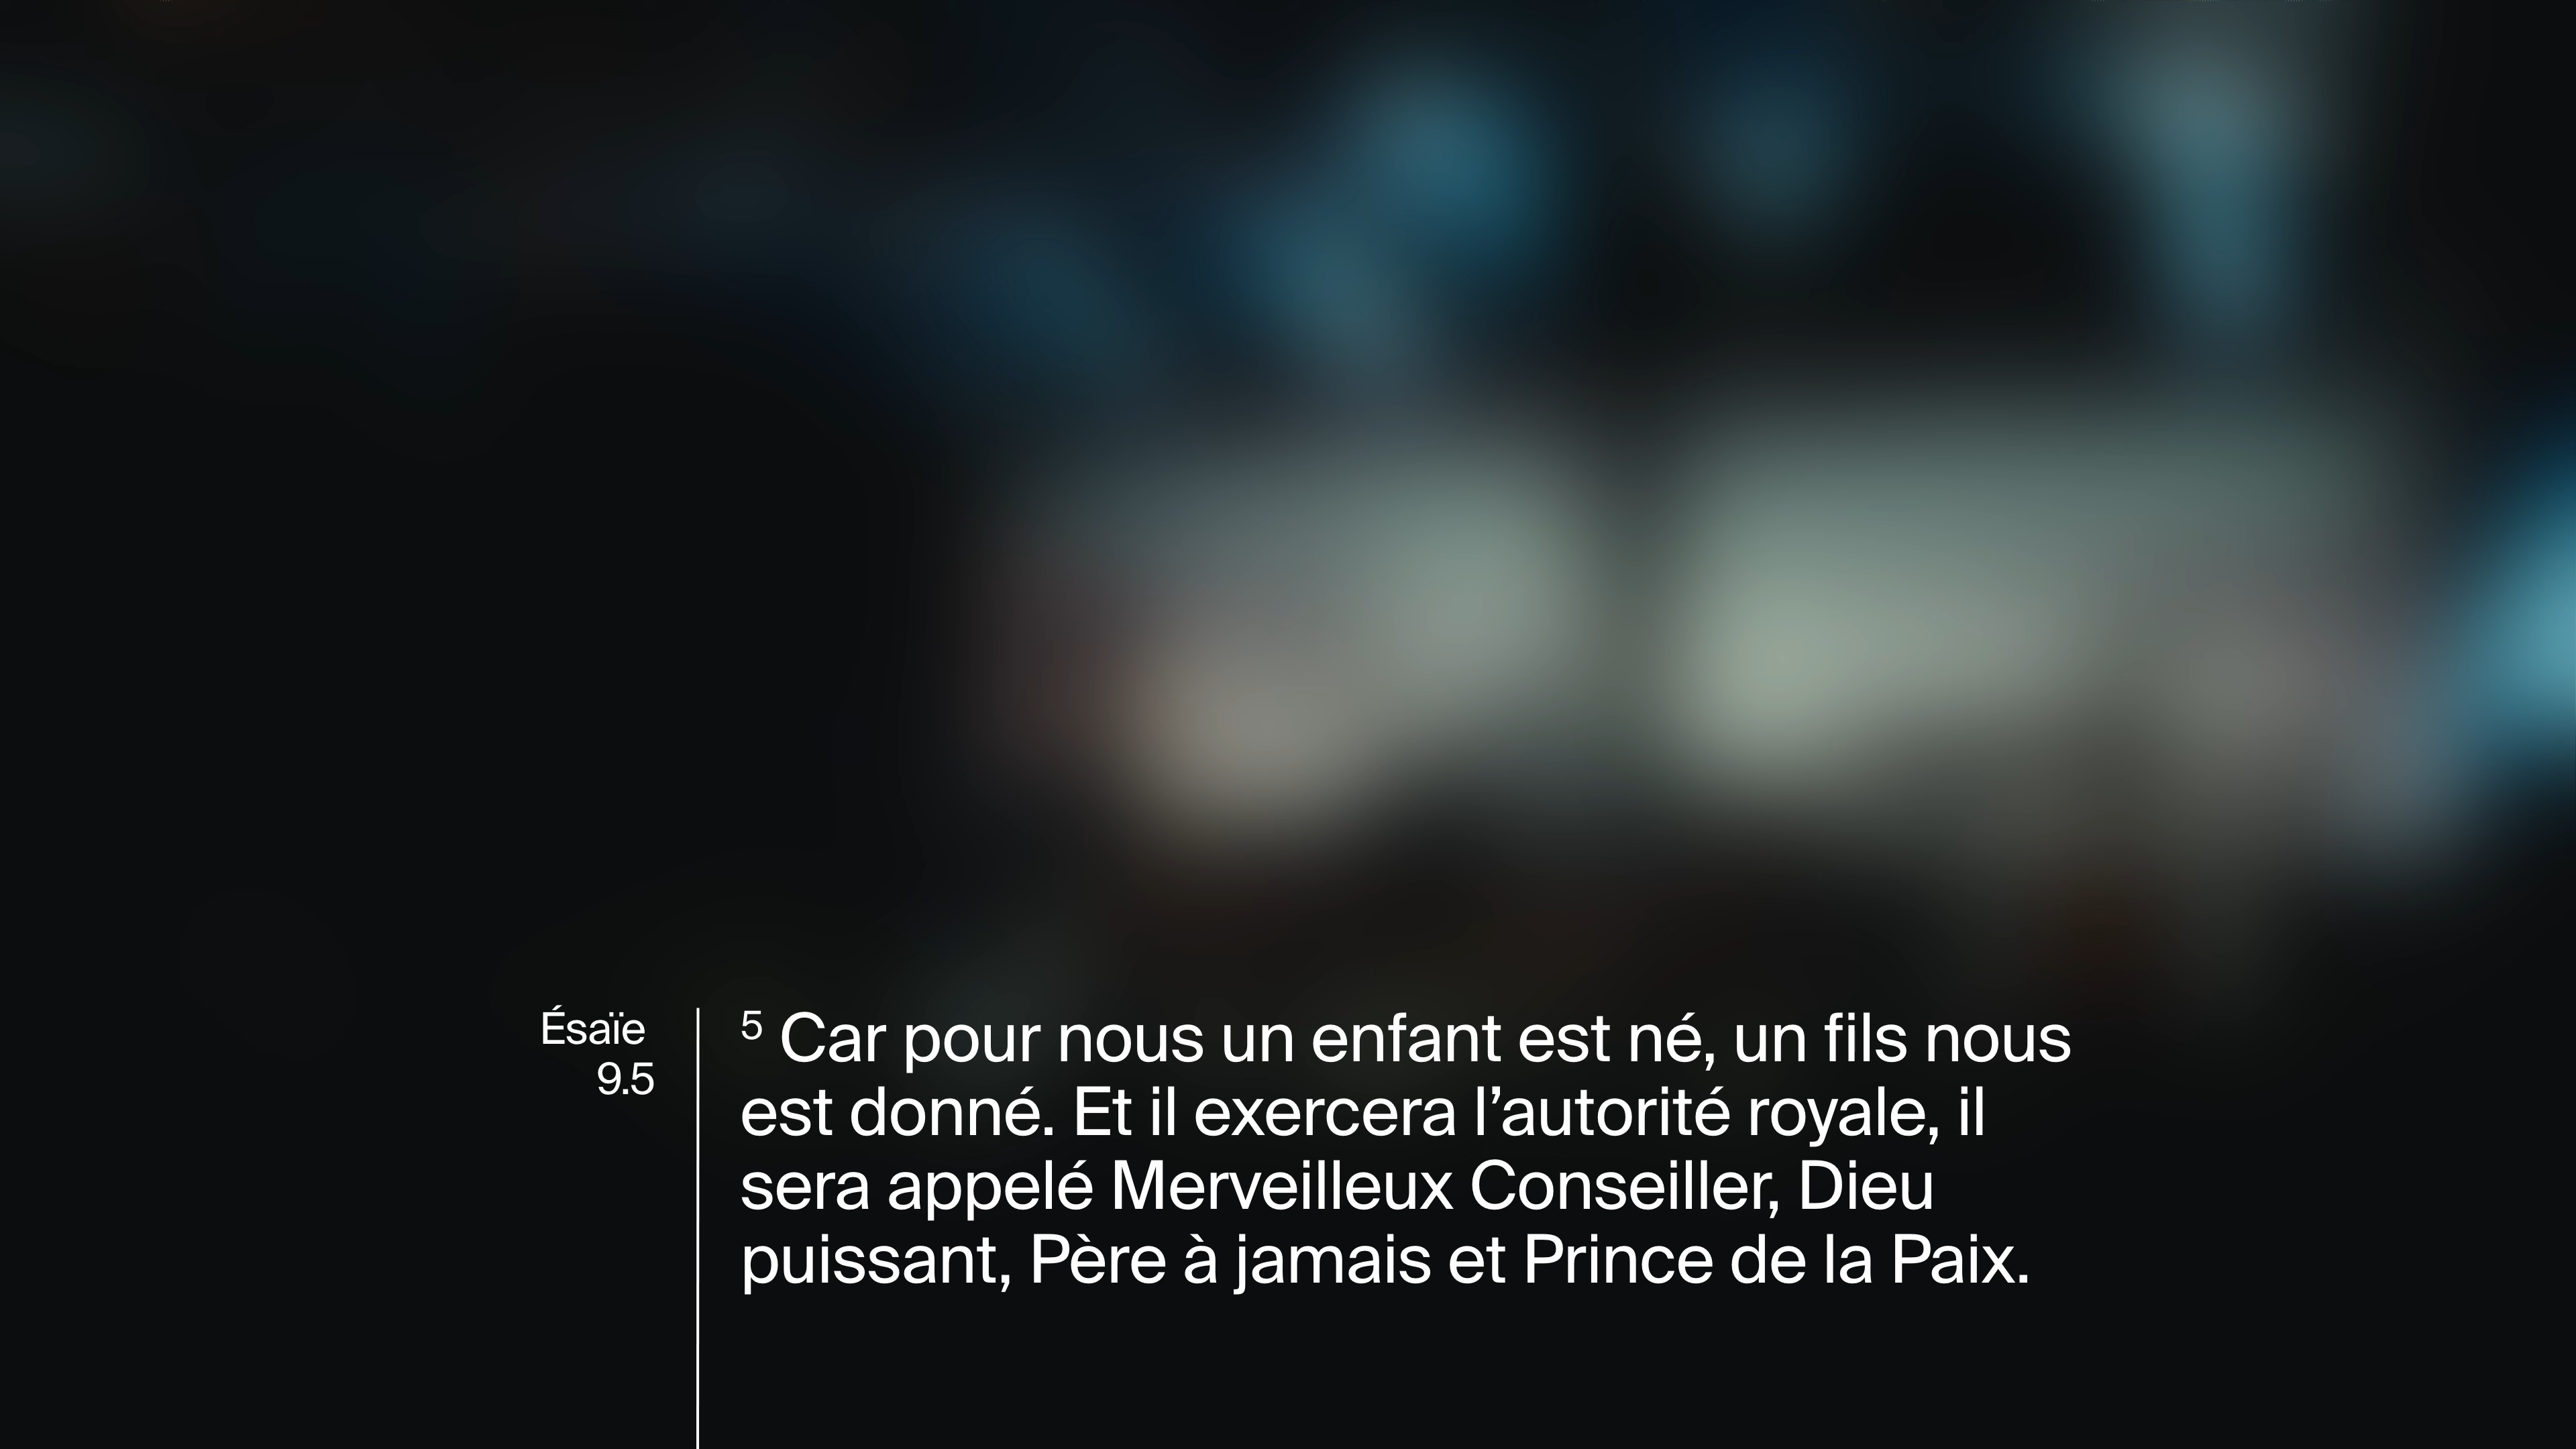 Ésaïe
9.5
5 Car pour nous un enfant est né, un fils nous
est donné. Et il exercera l’autorité royale, il
sera appelé Merveilleux Conseiller, Dieu
puissant, Père à jamais et Prince de la Paix.